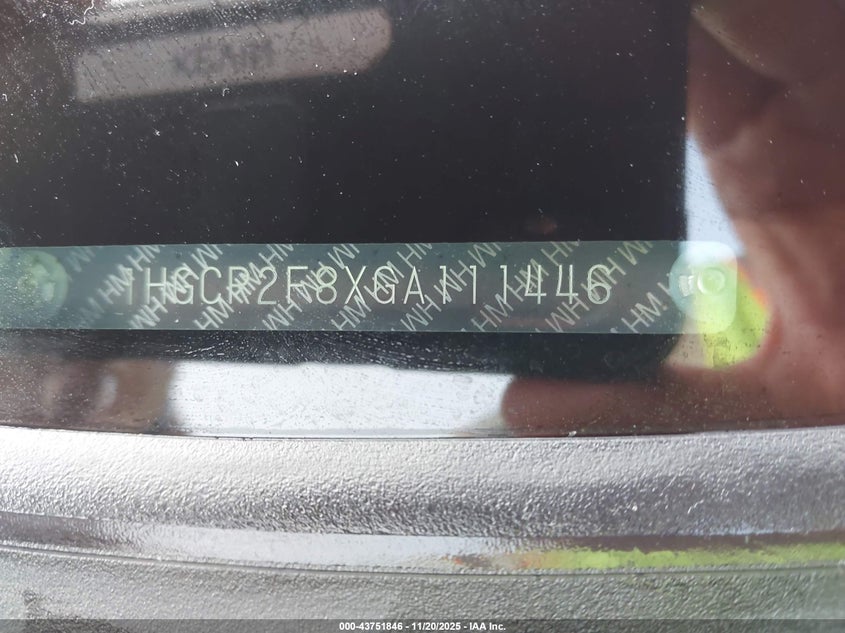 1HGCR2F8XGA111446
000-43751846 - 11/20/2025 - IAA Inc.